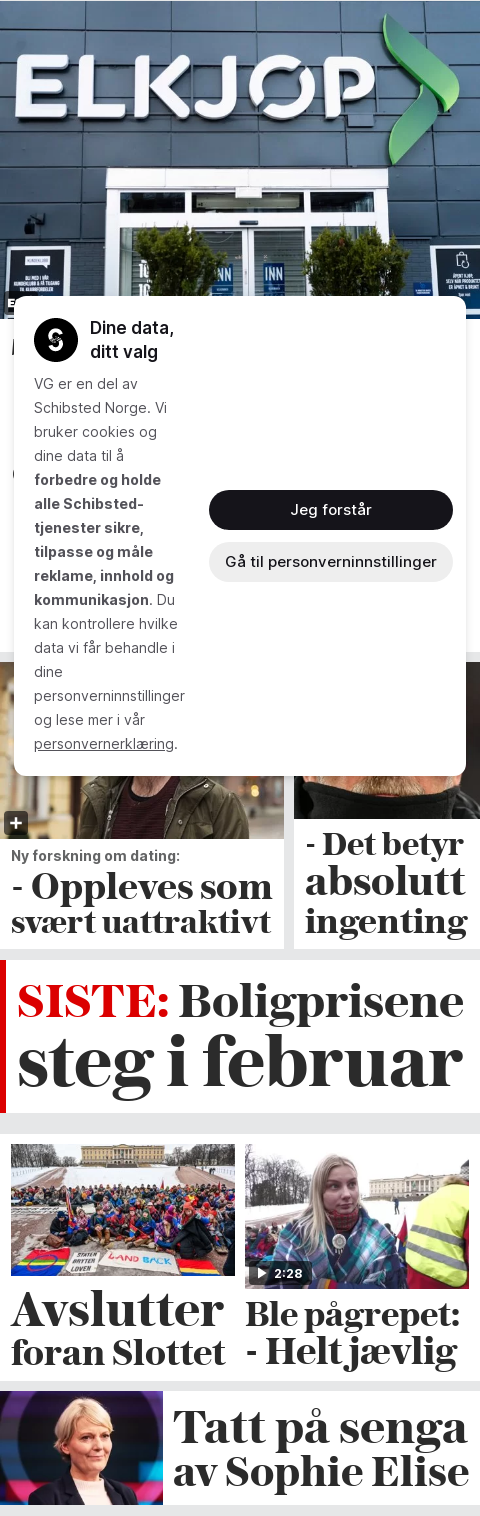 ELKJØP
INN
INN
Dine data,
ditt valg
VG er en del av
Schibsted Norge. Vi
bruker cookies og
dine data til å
forbedre og holde
alle Schibsted-
tjenester sikre,
tilpasse og måle
reklame, innhold og
kommunikasjon. Du
kan kontrollere hvilke
data vi får behandle i
dine
personverninnstillinger
og lese mer i vår
personvernerklæring.
Jeg forstår
Gå til personverninnstillinger
Ny forskning om dating:
- Oppleves som
svært uattraktivt
- Det betyr
absolutt
ingenting
SISTE: Boligprisene
steg i februar
LAND BACK
Avslutter
foran Slottet
2:28
Ble pågrepet:
- Helt jævlig
Tatt på senga
av Sophie Elise